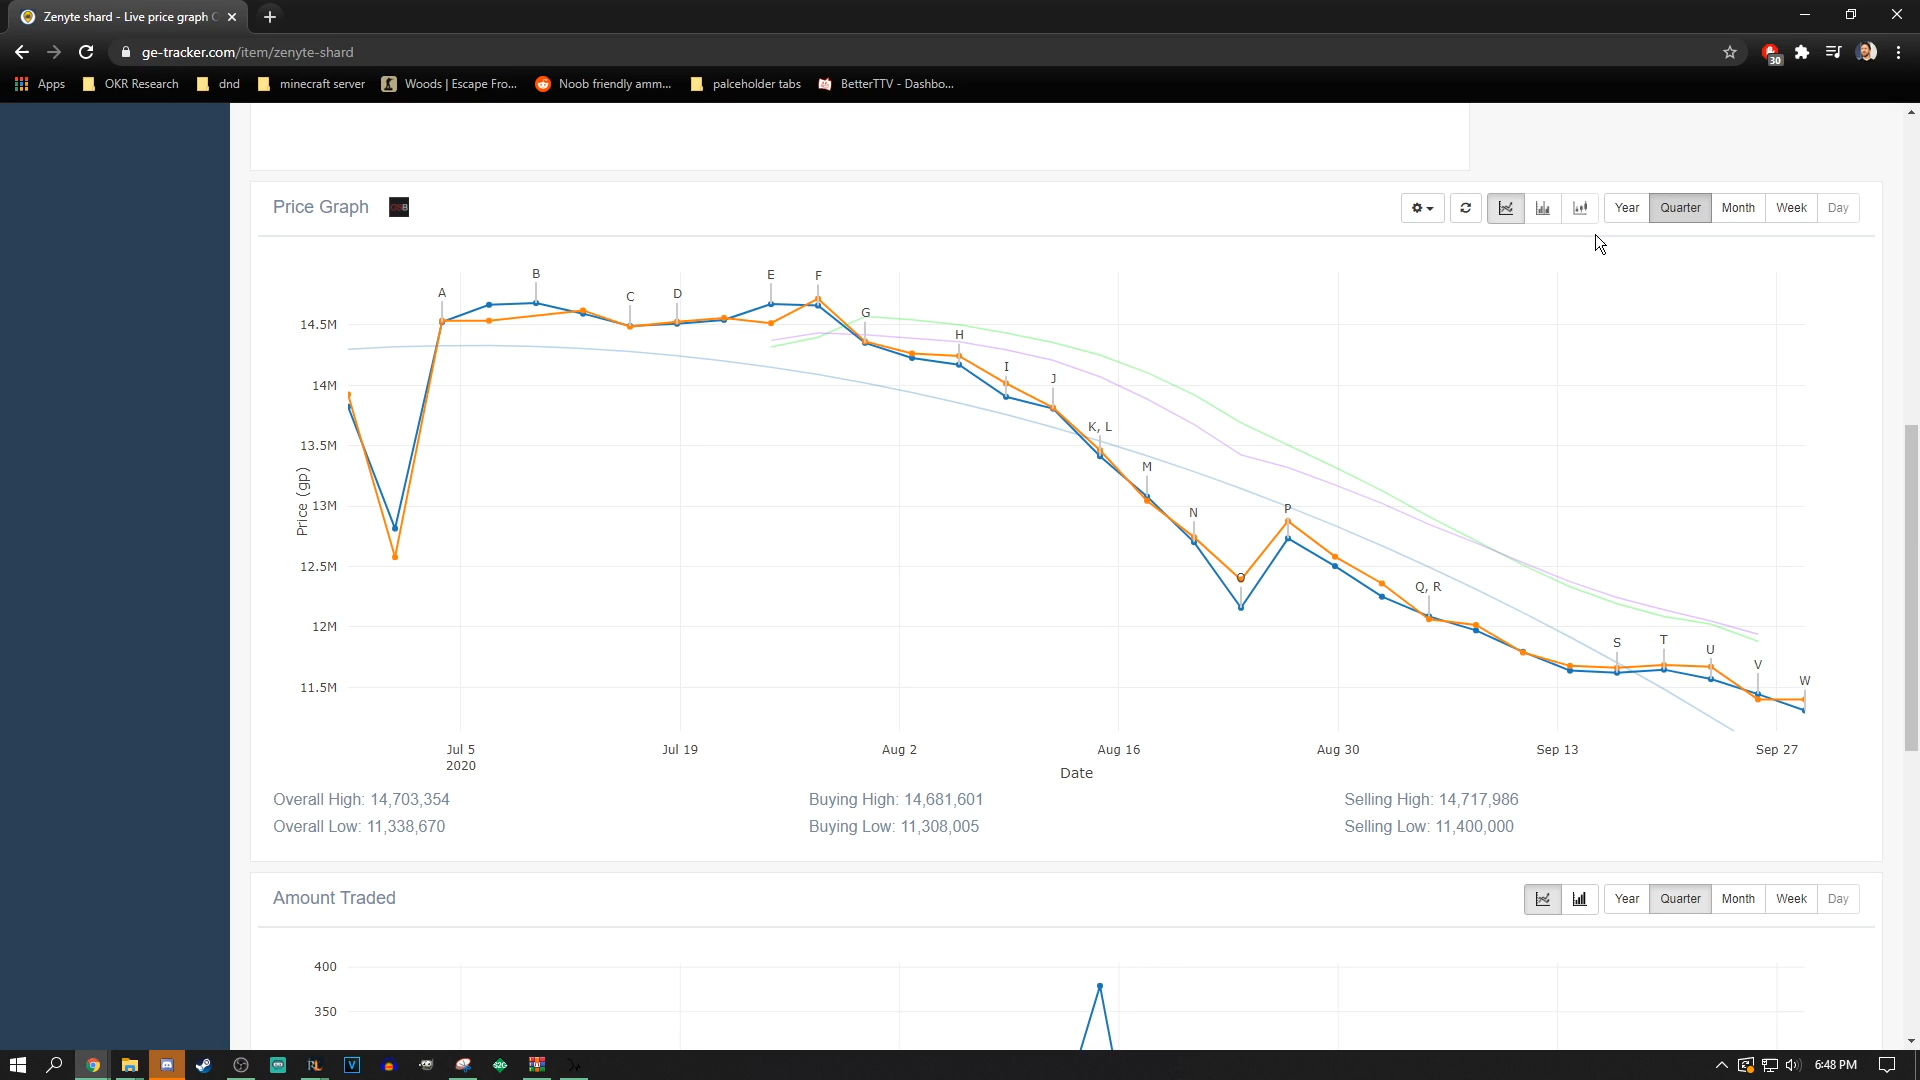 Zenyte shard - Live price graph
ge-tracker.com/item/zenyte-shard
30
Apps
OKR Research
dnd
minecraft server
Woods | Escape Fro...
Noob friendly amm...
palceholder tabs
BetterTTV - Dashbo...
Price Graph
Year
Quarter
Month
Week
Day
A
B
C
D
E
F
G
H
I
J
K, L
M
N
O
P
Q, R
S
T
U
V
W
14.5M
14M
13.5M
13M
12.5M
12M
11.5M
Price (gp)
Jul 5
2020
Jul 19
Aug 2
Aug 16
Aug 30
Sep 13
Sep 27
Date
Overall High: 14,703,354
Buying High: 14,681,601
Selling High: 14,717,986
Overall Low: 11,338,670
Buying Low: 11,308,005
Selling Low: 11,400,000
Amount Traded
Year
Quarter
Month
Week
Day
400
350
6:48 PM